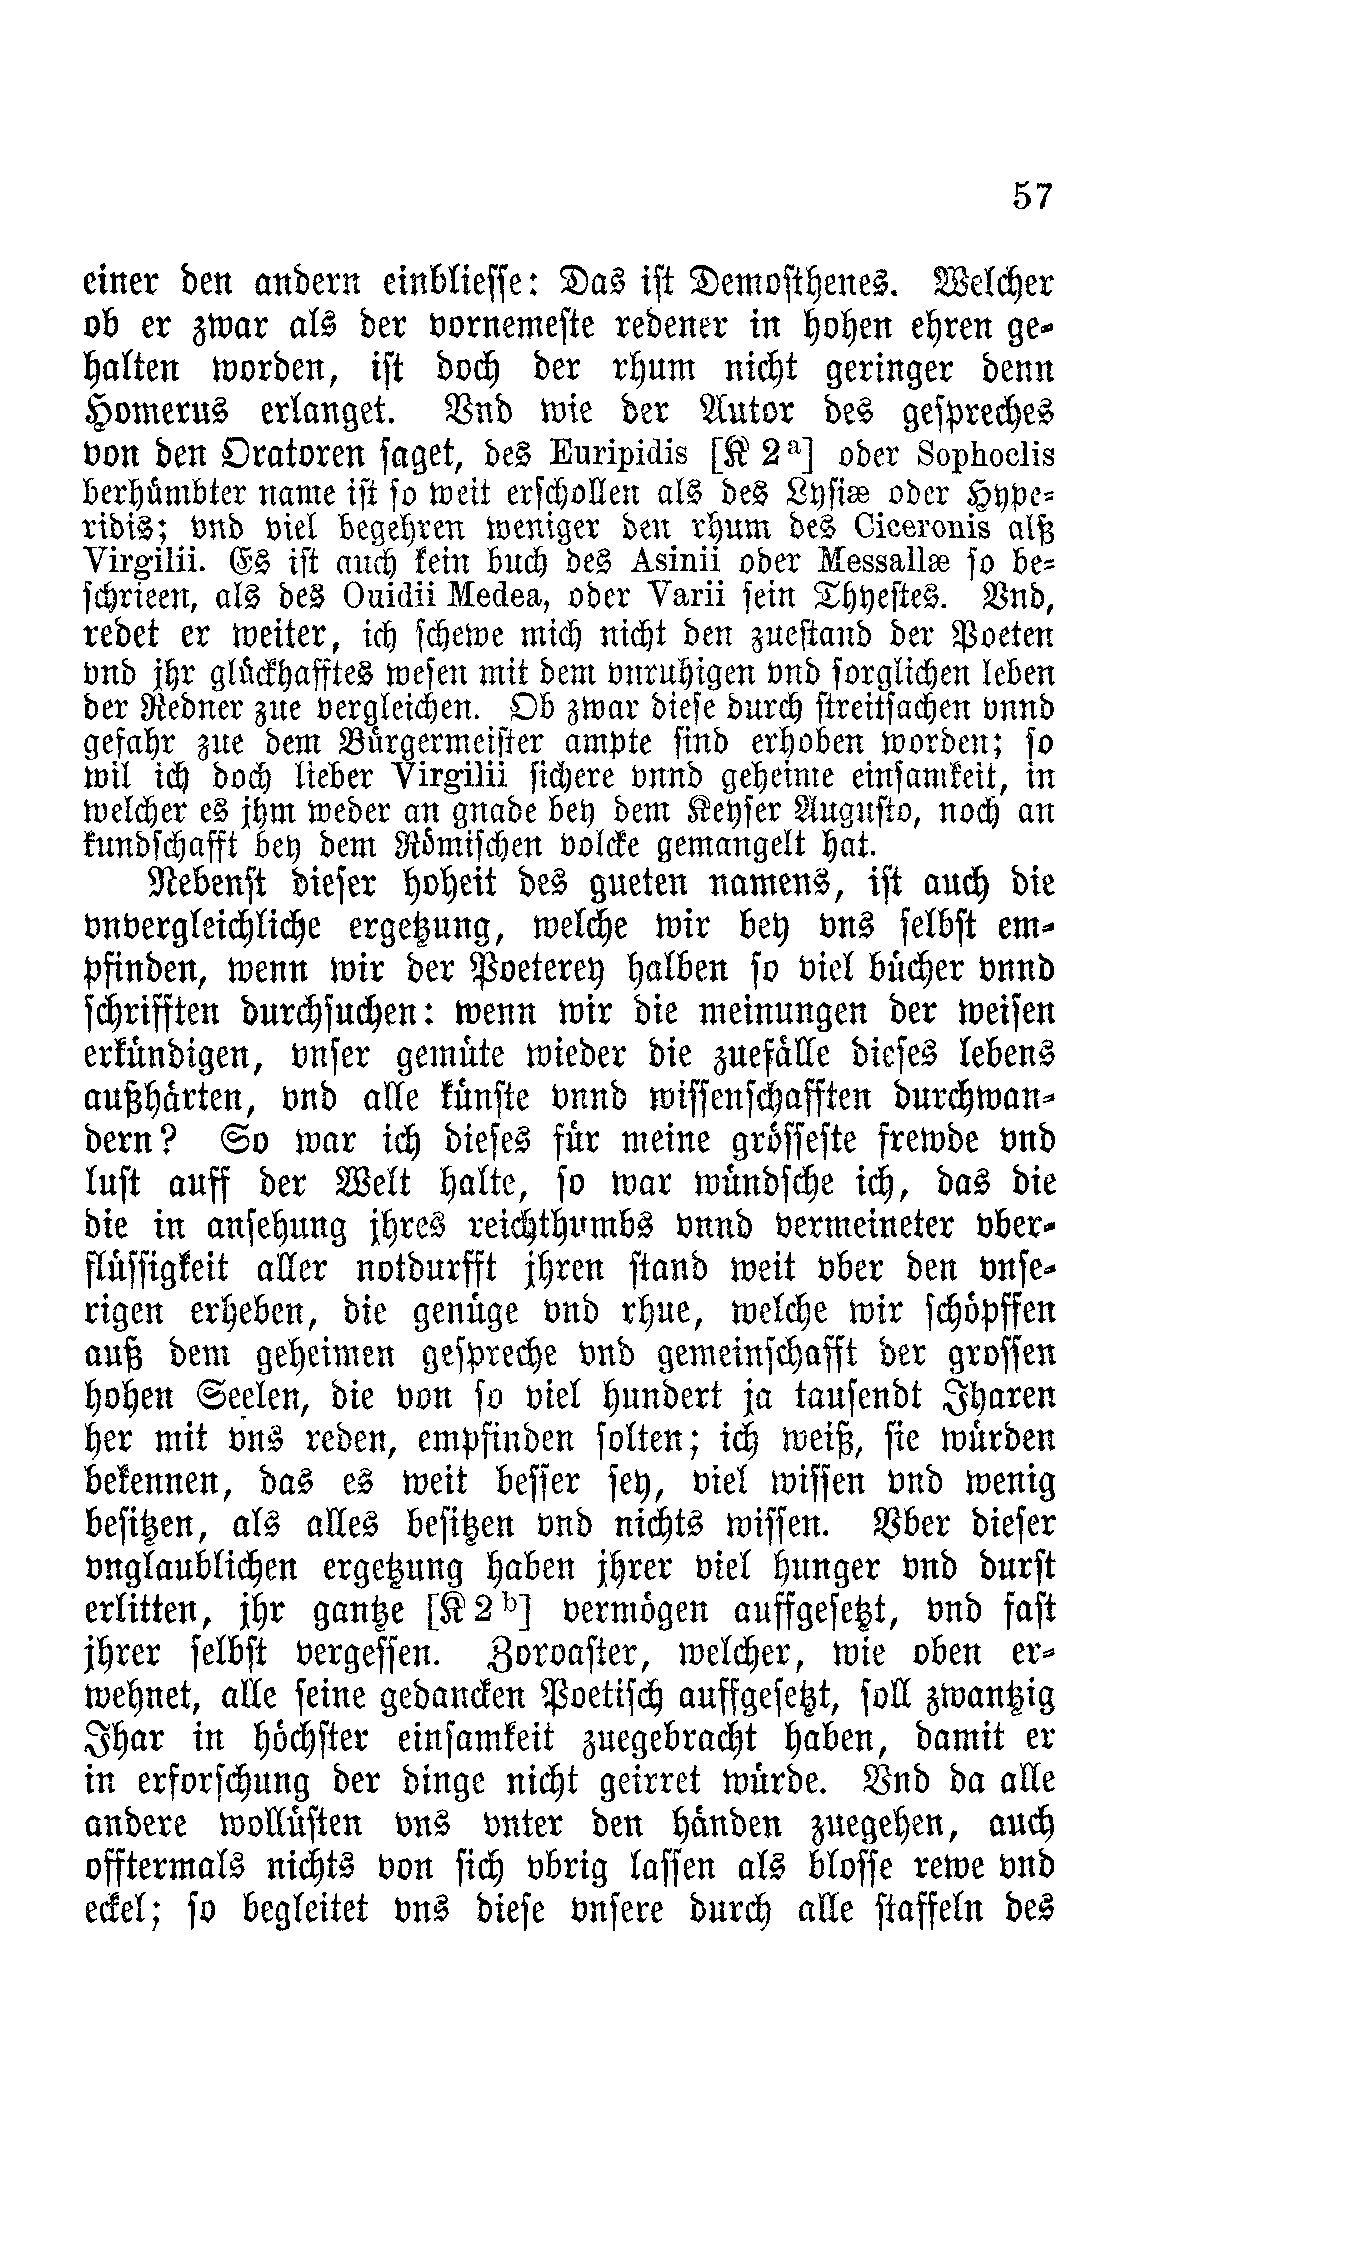 57
einer den andern einbliesse: Das ist Demosthenes. Welcher
ob er zwar als der vornemeste redener in hohen ehren ge-
halten worden, ist doch der rhum nicht geringer denn
Homerus erlanget. Vnd wie der Autor des gespreches
von den Oratoren saget, des Euripidis [K 2ᵃ] oder Sophoclis
berhümbter name ist so weit erschollen als des Lysiæ oder Hype-
ridis; vnd viel begehren weniger den rhum des Ciceronis alß
Virgilii. Es ist auch kein buch des Asinii oder Messallæ so be-
schrieen, als des Ouidii Medea, oder Varii sein Thyestes. Vnd,
redet er weiter, ich schewe mich nicht den zuestand der Poeten
vnd jhr glückhafftes wesen mit dem vnruhigen vnd sorglichen leben
der Redner zue vergleichen. Ob zwar diese durch streitsachen vnnd
gefahr zue dem Bürgermeister ampte sind erhoben worden; so
wil ich doch lieber Virgilii sichere vnnd geheime einsamkeit, in
welcher es jhm weder an gnade bey dem Keyser Augusto, noch an
kundschafft bey dem Römischen volcke gemangelt hat.
Nebenst dieser hoheit des gueten namens, ist auch die
vnvergleichliche ergetzung, welche wir bey vns selbst em-
pfinden, wenn wir der Poeterey halben so viel bücher vnnd
schrifften durchsuchen: wenn wir die meinungen der weisen
erkündigen, vnser gemüte wieder die zuefälle dieses lebens
außhärten, vnd alle künste vnnd wissenschafften durchwan-
dern? So war ich dieses für meine grösseste frewde vnd
lust auff der Welt halte, so war wündsche ich, das die
die in ansehung jhres reichthumbs vnnd vermeineter vber-
flüssigkeit aller notdurfft jhren stand weit vber den vnse-
rigen erheben, die genüge vnd rhue, welche wir schöpffen
auß dem geheimen gespreche vnd gemeinschafft der grossen
hohen Seelen, die von so viel hundert ja tausendt Jharen
her mit vns reden, empfinden solten; ich weiß, sie würden
bekennen, das es weit besser sey, viel wissen vnd wenig
besitzen, als alles besitzen vnd nichts wissen. Vber dieser
vnglaublichen ergetzung haben jhrer viel hunger vnd durst
erlitten, jhr gantze [K 2ᵇ] vermögen auffgesetzt, vnd fast
jhrer selbst vergessen. Zoroaster, welcher, wie oben er-
wehnet, alle seine gedancken Poetisch auffgesetzt, soll zwantzig
Jhar in höchster einsamkeit zuegebracht haben, damit er
in erforschung der dinge nicht geirret würde. Vnd da alle
andere wollüsten vns vnter den händen zuegehen, auch
offtermals nichts von sich vbrig lassen als blosse rewe vnd
eckel; so begleitet vns diese vnsere durch alle staffeln des